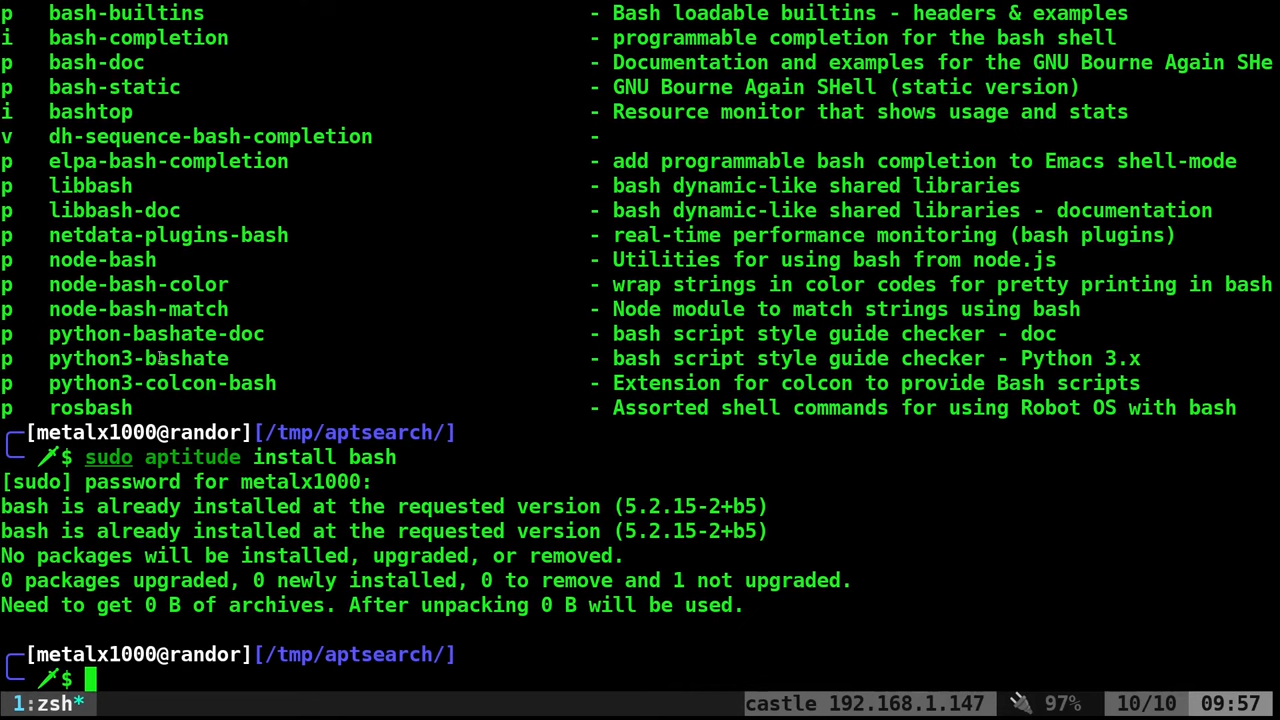 p   bash-builtins                                - Bash loadable builtins - headers & examples
i   bash-completion                              - programmable completion for the bash shell
p   bash-doc                                     - Documentation and examples for the GNU Bourne Again SHe
p   bash-static                                  - GNU Bourne Again SHell (static version)
i   bashtop                                      - Resource monitor that shows usage and stats
v   dh-sequence-bash-completion                  -
p   elpa-bash-completion                         - add programmable bash completion to Emacs shell-mode
p   libbash                                      - bash dynamic-like shared libraries
p   libbash-doc                                  - bash dynamic-like shared libraries - documentation
p   netdata-plugins-bash                         - real-time performance monitoring (bash plugins)
p   node-bash                                    - Utilities for using bash from node.js
p   node-bash-color                              - wrap strings in color codes for pretty printing in bash
p   node-bash-match                              - Node module to match strings using bash
p   python-bashate-doc                           - bash script style guide checker - doc
p   python3-bashate                              - bash script style guide checker - Python 3.x
p   python3-colcon-bash                          - Extension for colcon to provide Bash scripts
p   rosbash                                      - Assorted shell commands for using Robot OS with bash
[metalx1000@randor][/tmp/aptsearch/]
$ sudo aptitude install bash
[sudo] password for metalx1000:
bash is already installed at the requested version (5.2.15-2+b5)
bash is already installed at the requested version (5.2.15-2+b5)
No packages will be installed, upgraded, or removed.
0 packages upgraded, 0 newly installed, 0 to remove and 1 not upgraded.
Need to get 0 B of archives. After unpacking 0 B will be used.
[metalx1000@randor][/tmp/aptsearch/]
$
1:zsh* castle 192.168.1.147 97% 10/10 09:57